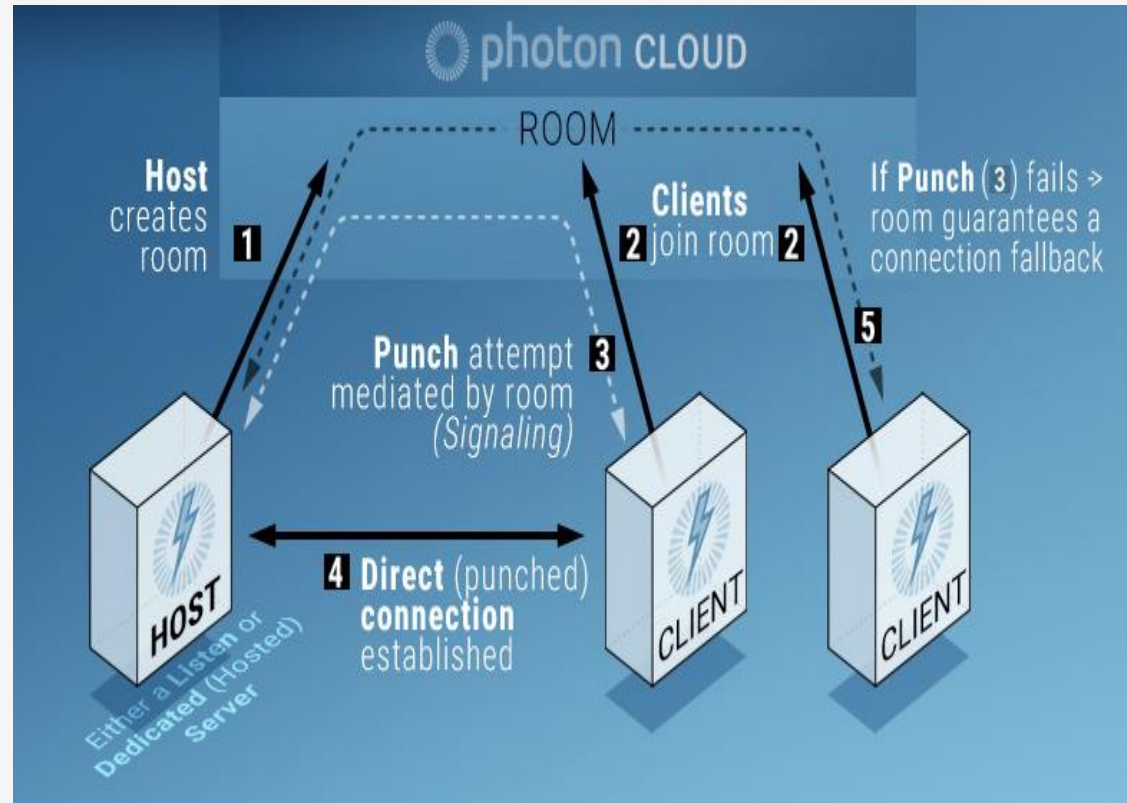 photon CLOUD
ROOM
Host
creates
room
1
2
Clients
join room
2
If Punch (3) fails >
room guarantees a
connection fallback
Punch attempt
mediated by room
(Signaling)
3
5
4
Direct (punched)
connection
established
HOST
CLIENT
CLIENT
Either a Listen or
Dedicated (Hosted)
Server